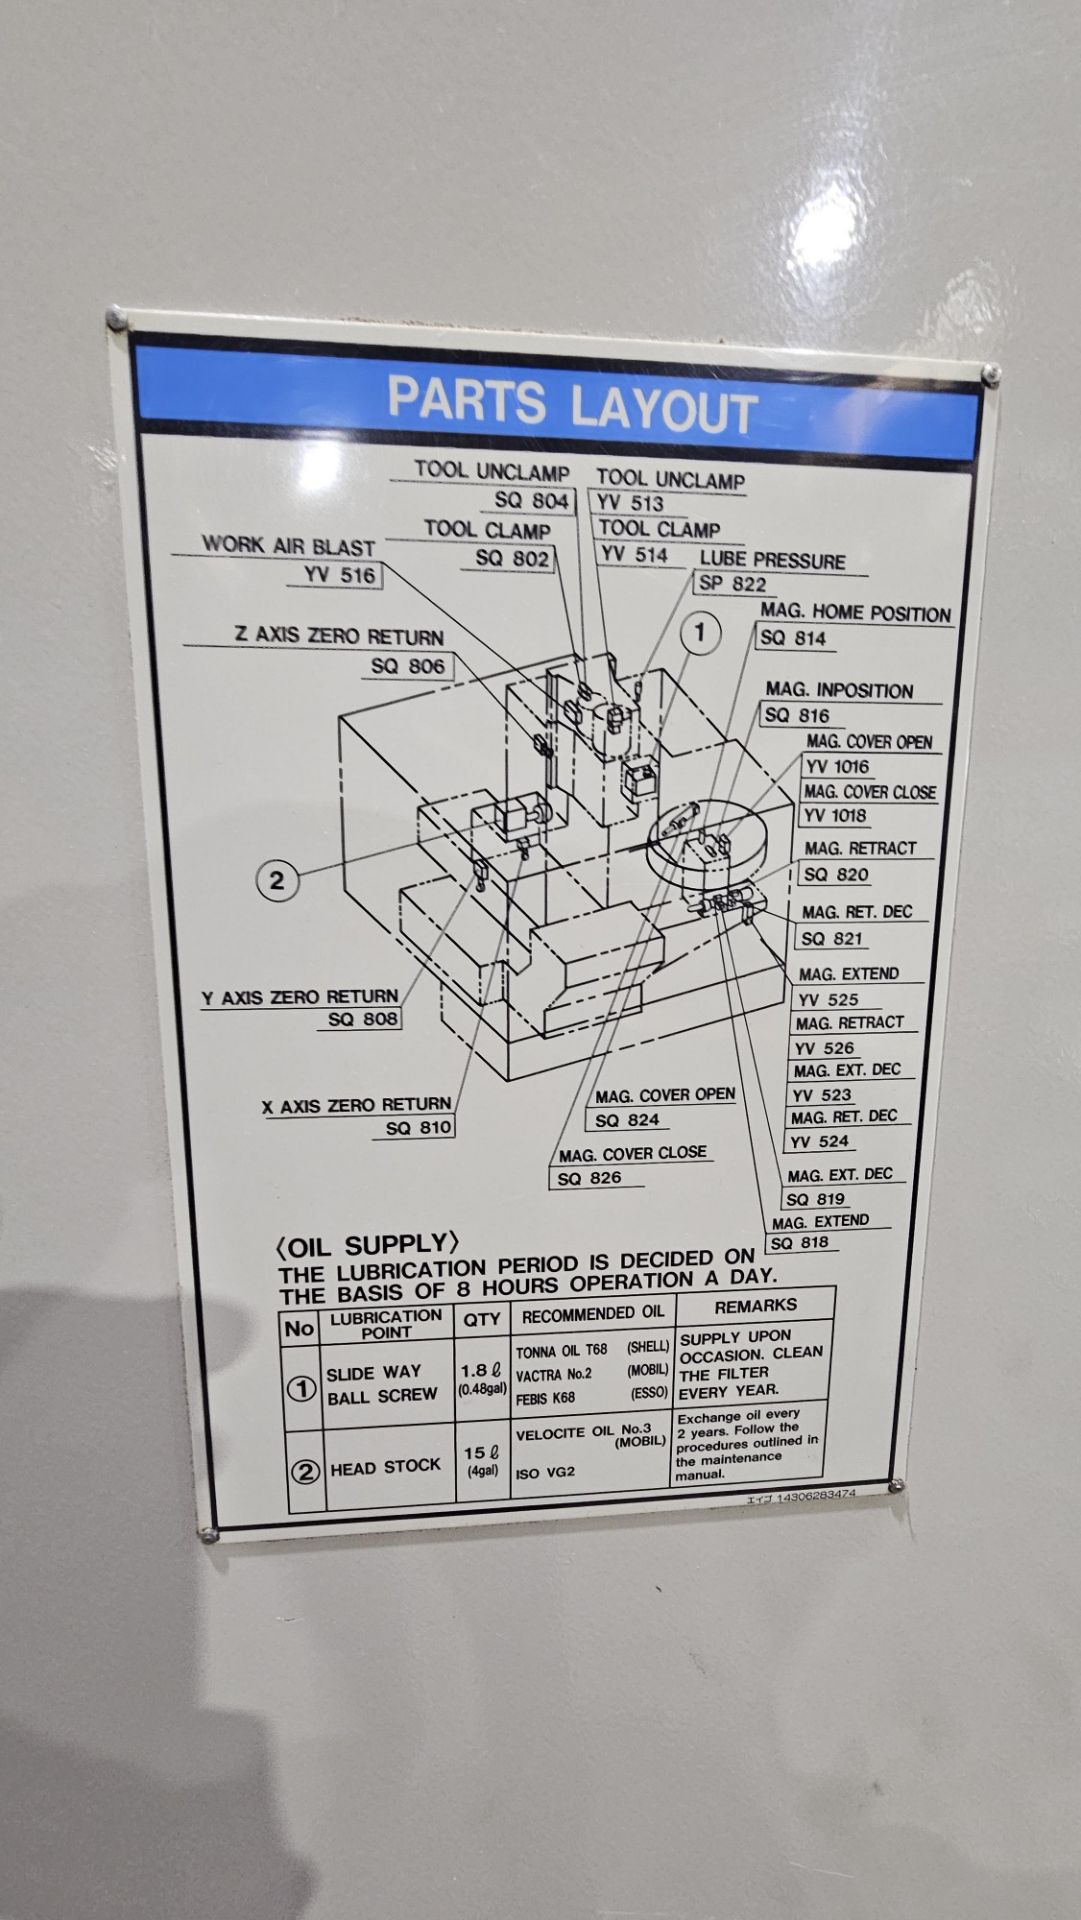 PARTS LAYOUT
TOOL UNCLAMP
SQ 804
TOOL UNCLAMP
YV 513
TOOL CLAMP
SQ 802
TOOL CLAMP
YV 514
WORK AIR BLAST
YV 516
LUBE PRESSURE
SP 822
Z AXIS ZERO RETURN
SQ 806
1
MAG. HOME POSITION
SQ 814
MAG. INPOSITION
SQ 816
MAG. COVER OPEN
YV 1016
MAG. COVER CLOSE
YV 1018
MAG. RETRACT
SQ 820
2
MAG. RET. DEC
SQ 821
MAG. EXTEND
YV 525
MAG. RETRACT
YV 526
MAG. EXT. DEC
YV 523
MAG. RET. DEC
YV 524
Y AXIS ZERO RETURN
SQ 808
X AXIS ZERO RETURN
SQ 810
MAG. COVER OPEN
SQ 824
MAG. COVER CLOSE
SQ 826
MAG. EXT. DEC
SQ 819
MAG. EXTEND
SQ 818
〈OIL SUPPLY〉
THE LUBRICATION PERIOD IS DECIDED ON
THE BASIS OF 8 HOURS OPERATION A DAY.
No LUBRICATION POINT QTY RECOMMENDED OIL REMARKS
① SLIDE WAY
BALL SCREW
1.8ℓ
(0.48gal)
TONNA OIL T68 (SHELL)
VACTRA No.2 (MOBIL)
FEBIS K68 (ESSO)
SUPPLY UPON
OCCASION. CLEAN
THE FILTER
EVERY YEAR.
② HEAD STOCK
15ℓ
(4gal)
VELOCITE OIL No.3
(MOBIL)
ISO VG2
Exchange oil every
2 years. Follow the
procedures outlined in
the maintenance
manual.
エイブ 14306283474